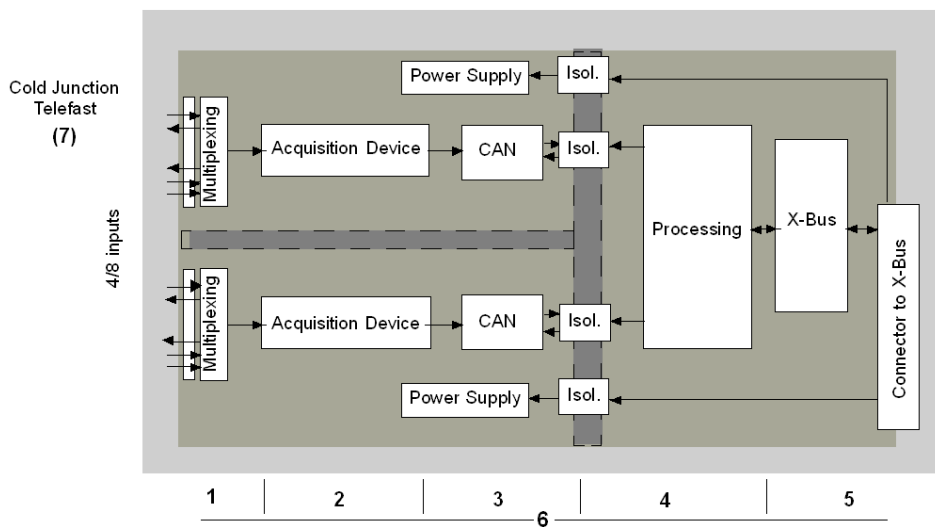 Cold Junction
Telefast
(7)
4/8 inputs
Power Supply
Isol.
Multiplexing
Acquisition Device
CAN
Isol.
Processing
X-Bus
Connector to X-Bus
Multiplexing
Acquisition Device
CAN
Isol.
Power Supply
Isol.
1
2
3
4
5
6